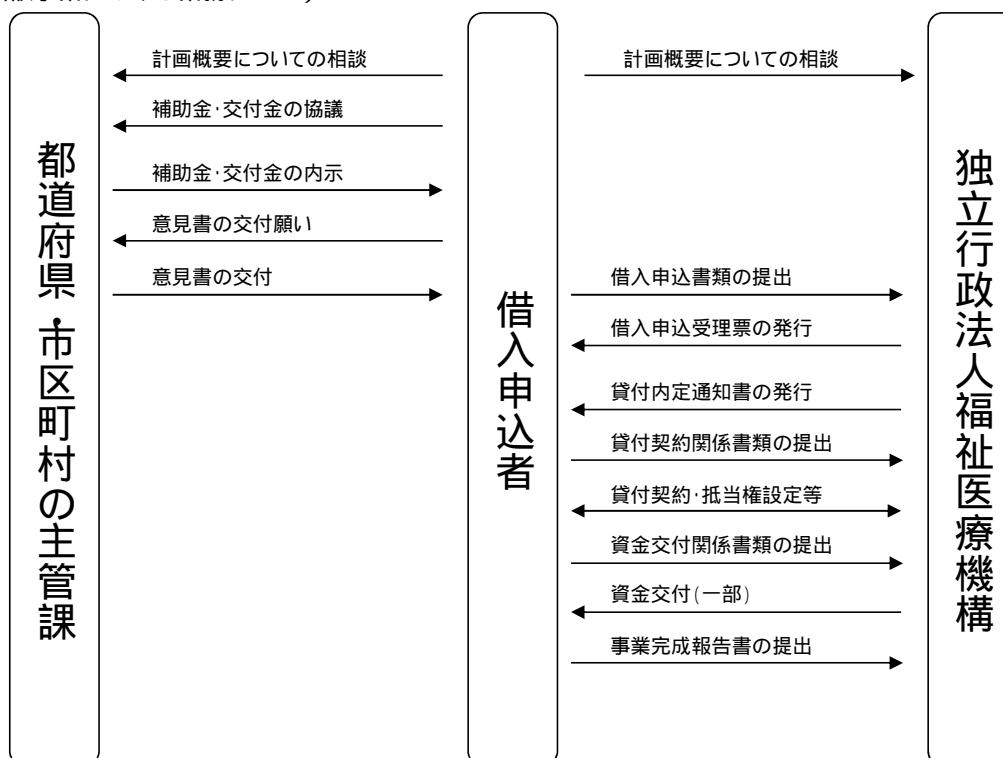 計画概要についての相談
計画概要についての相談
補助金・交付金の協議
補助金・交付金の内示
意見書の交付願い
意見書の交付
借入申込書類の提出
借入申込受理票の発行
貸付内定通知書の発行
貸付契約関係書類の提出
貸付契約・抵当権設定等
資金交付関係書類の提出
資金交付(一部)
事業完成報告書の提出
都道府県・市区町村の主管課
借入申込者
独立行政法人福祉医療機構